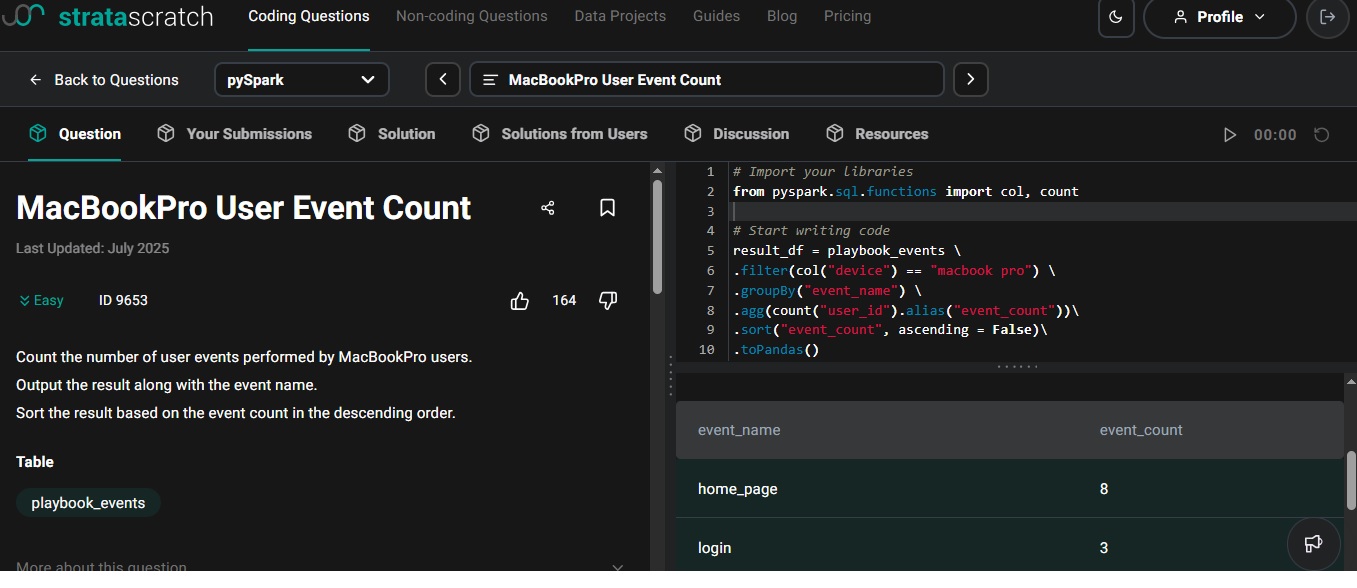 stratascratch
Coding Questions Non-coding Questions Data Projects Guides Blog Pricing Profile
Back to Questions pySpark MacBookPro User Event Count
Question Your Submissions Solution Solutions from Users Discussion Resources 00:00
MacBookPro User Event Count
Last Updated: July 2025
Easy ID 9653 164
Count the number of user events performed by MacBookPro users.
Output the result along with the event name.
Sort the result based on the event count in the descending order.
Table
playbook_events
More about this question
1 # Import your libraries
2 from pyspark.sql.functions import col, count
3
4 # Start writing code
5 result_df = playbook_events \
6 .filter(col("device") == "macbook pro") \
7 .groupBy("event_name") \
8 .agg(count("user_id").alias("event_count"))\
9 .sort("event_count", ascending = False)\
10 .toPandas()
event_name event_count
home_page 8
login 3